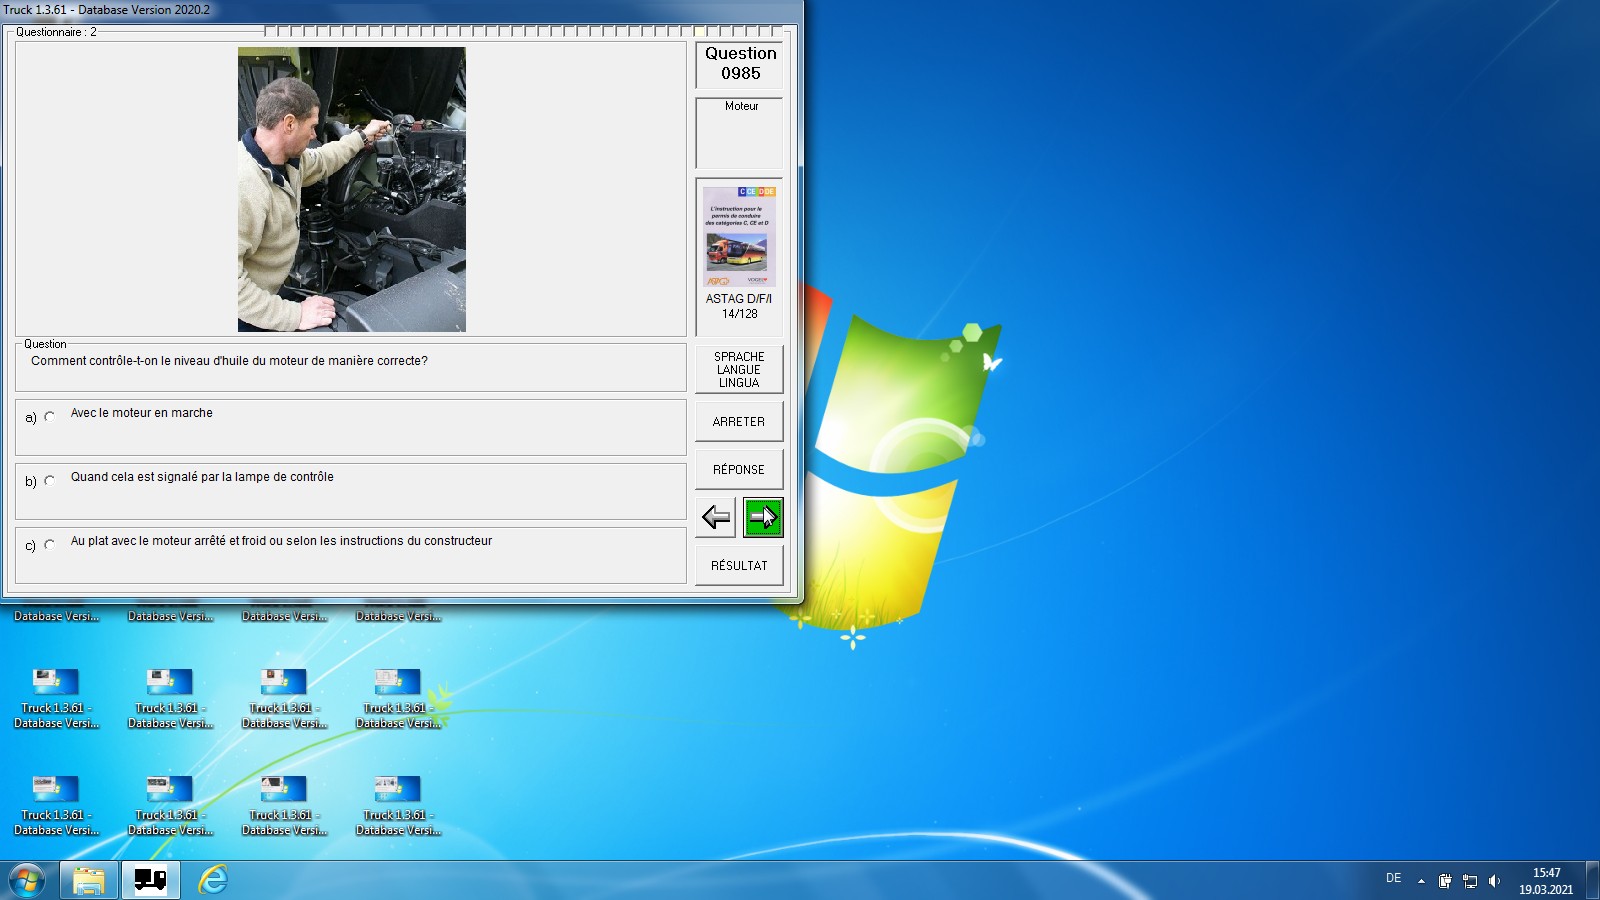 Truck 1.3.61 - Database Version 2020.2
Questionnaire : 2
Question
0985
Moteur
C CE D DE
L'instruction pour le
permis de conduire
des catégories C, CE et D
ASTAG D/F/I
14/128
Question
Comment contrôle-t-on le niveau d'huile du moteur de manière correcte?
SPRACHE
LANGUE
LINGUA
a) Avec le moteur en marche
ARRETER
b) Quand cela est signalé par la lampe de contrôle
RÉPONSE
c) Au plat avec le moteur arrêté et froid ou selon les instructions du constructeur
RÉSULTAT
Database Versi... Database Versi... Database Versi... Database Versi...
Truck 1.3.61 - Truck 1.3.61 - Truck 1.3.61 - Truck 1.3.61 -
Database Versi... Database Versi... Database Versi... Database Versi...
Truck 1.3.61 - Truck 1.3.61 - Truck 1.3.61 - Truck 1.3.61 -
Database Versi... Database Versi... Database Versi... Database Versi...
DE
15:47
19.03.2021